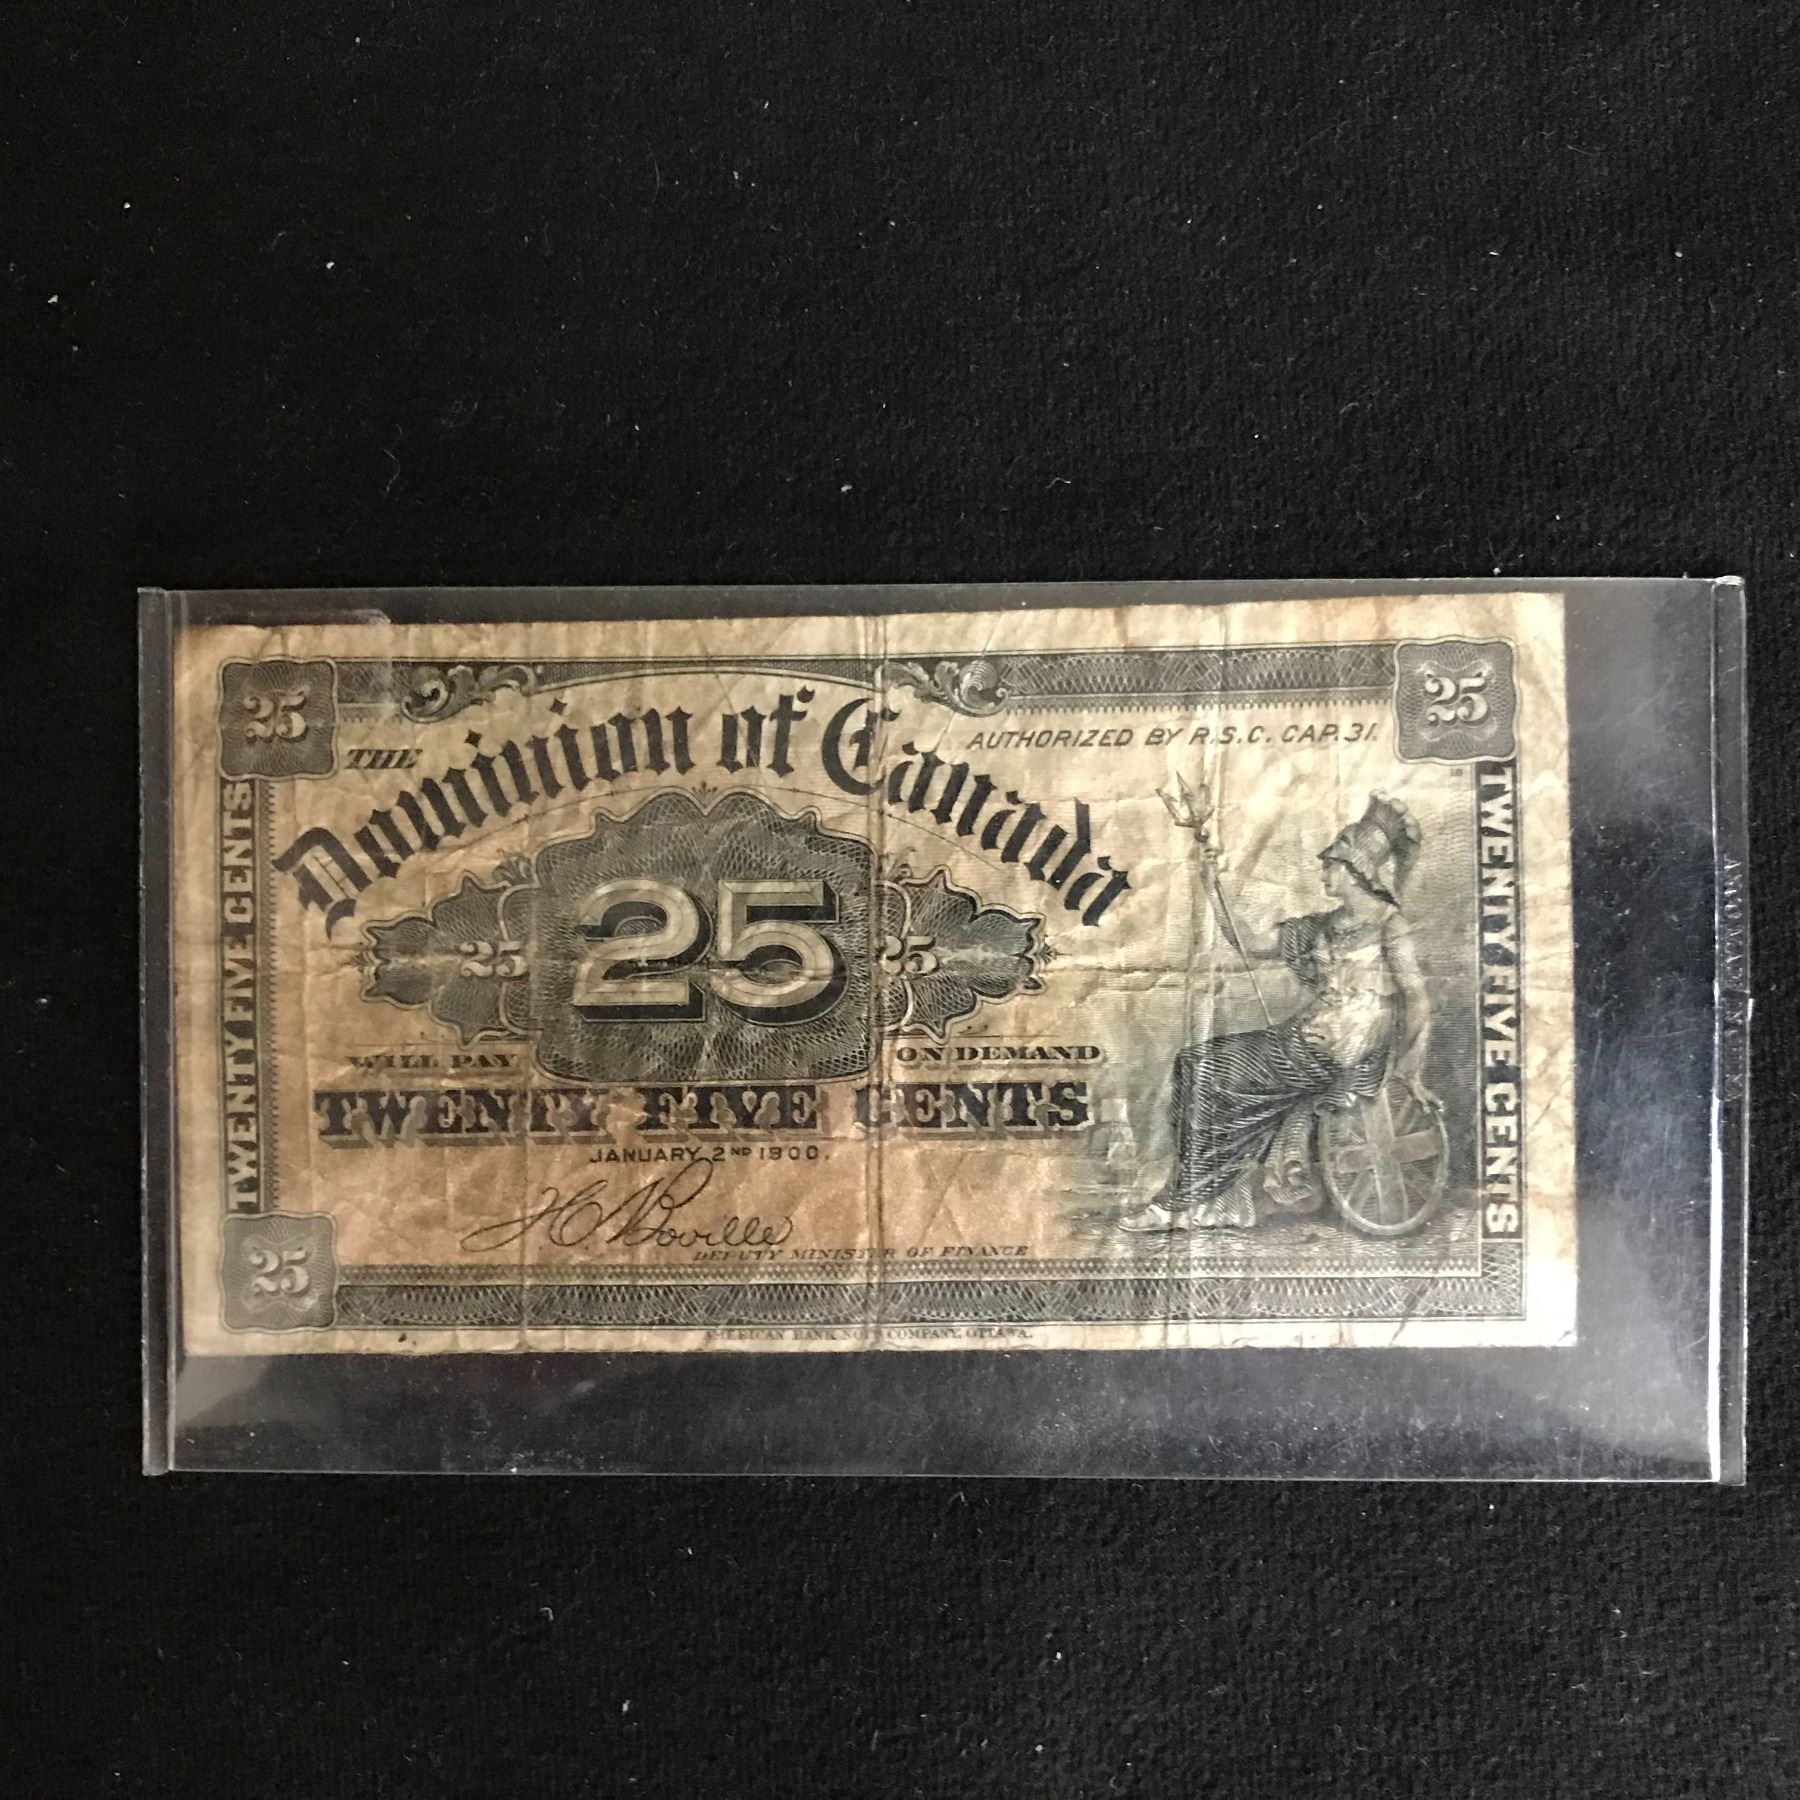 25
25
THE
Dominion of Canada
AUTHORIZED BY R.S.C. CAP. 31.
TWENTY FIVE CENTS
TWENTY FIVE CENTS
25
25
25
WILL PAY
ON DEMAND
TWENTY FIVE CENTS
JANUARY 2ND 1900.
T.C. Boville
DEPUTY MINISTER OF FINANCE
25
AMERICAN BANK NOTE COMPANY, OTTAWA.